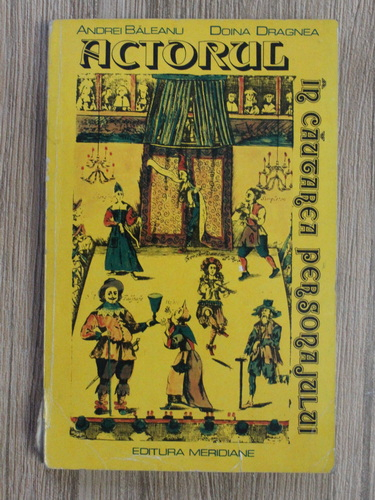 ANDREI BĂLEANU DOINA DRAGNEA
ACTORUL
ÎN CĂUTAREA PERSONAJULUI
EDITURA MERIDIANE